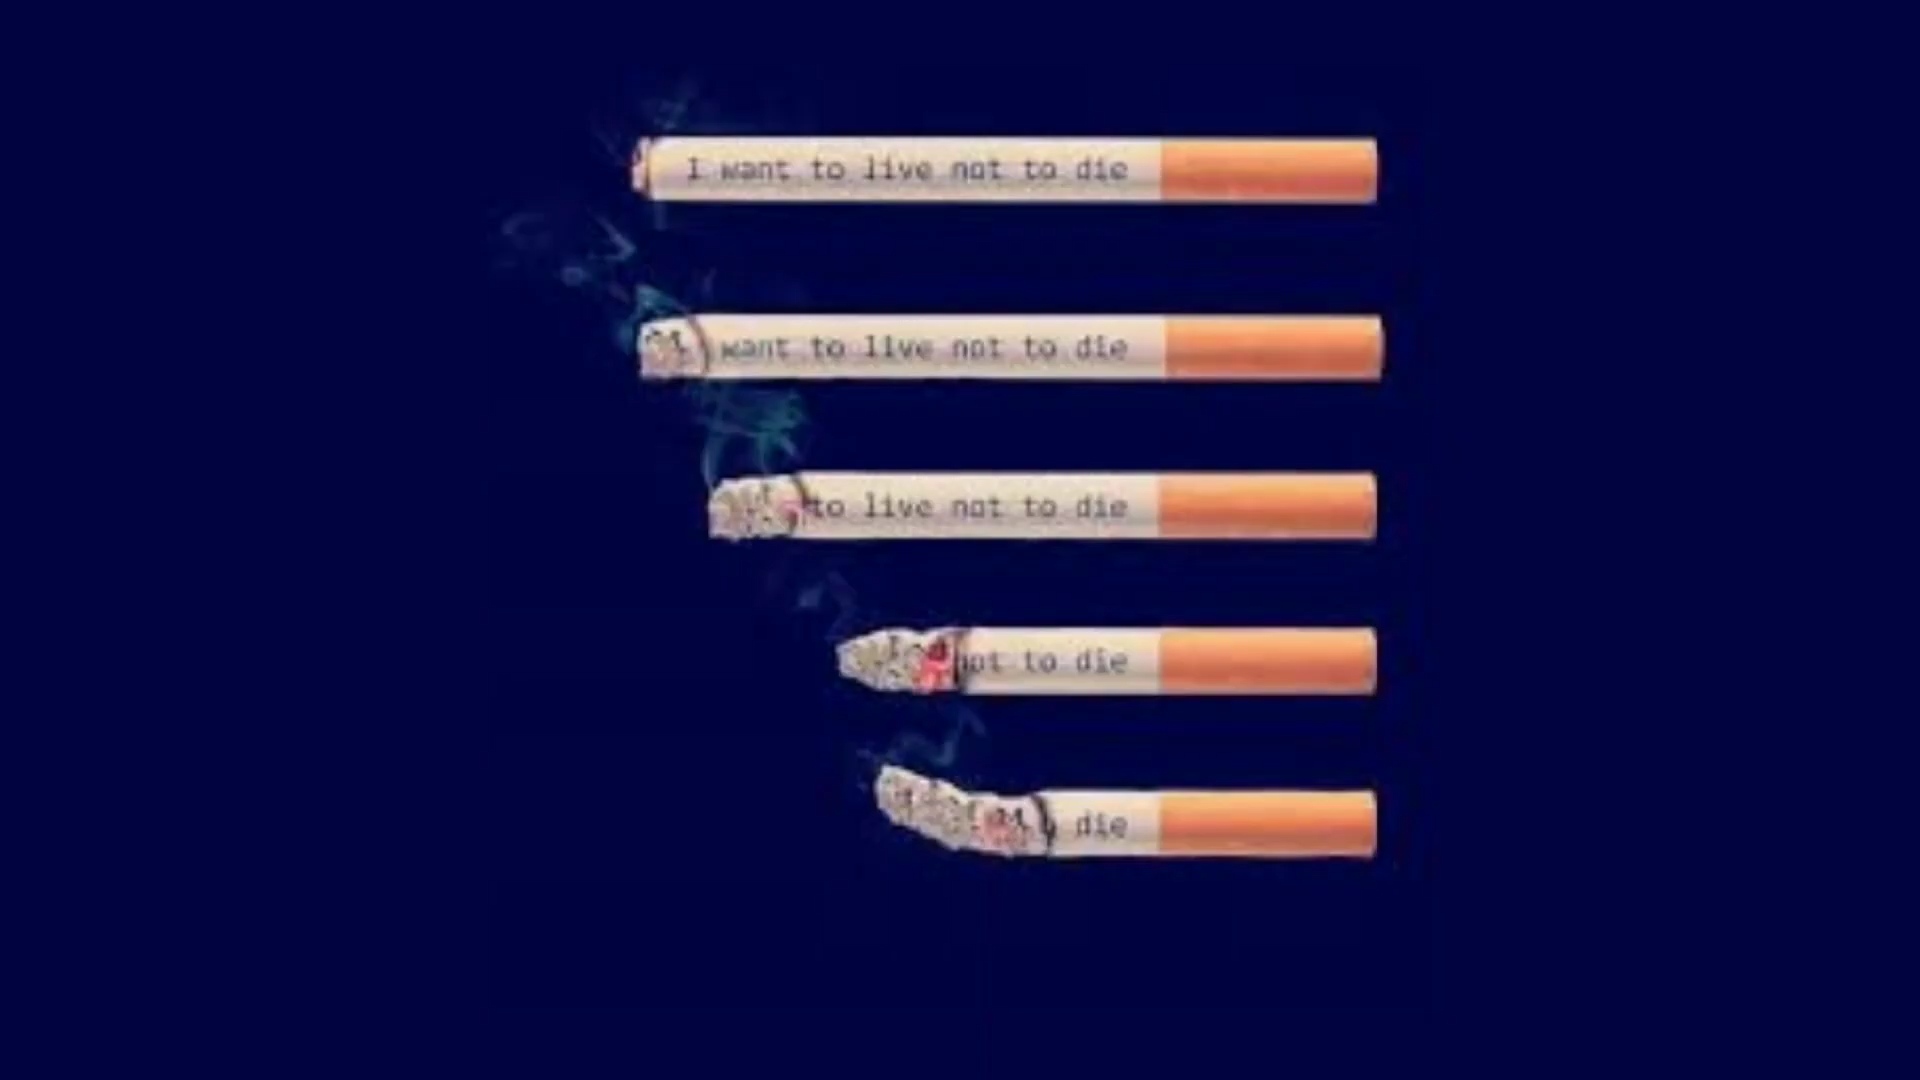 I want to live not to die
want to live not to die
to live not to die
not to die
die